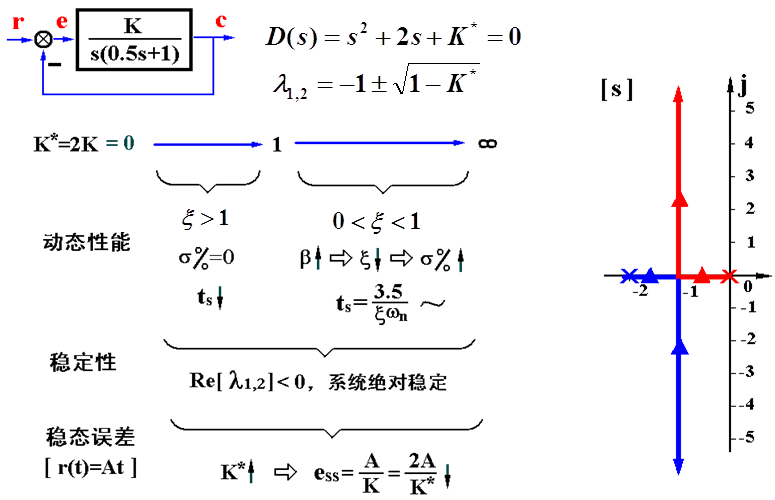 r e K c
s(0.5s+1)
D(s) = s² + 2s + K* = 0
λ1,2 = −1 ± √(1 − K*)
K*=2K = 0 1 ∞
ξ > 1 0 < ξ < 1
动态性能
σ%=0 β↑⇨ξ↓⇨σ%↑
ts↓ ts= 3.5/ξωn ～
稳定性
Re[ λ1,2 ] < 0，系统绝对稳定
稳态误差
[ r(t)=At ] K*↑ ⇨ ess= A/K = 2A/K* ↓
[ s ] j
5
4
3
2
1
-2 -1 0
-1
-2
-3
-4
-5